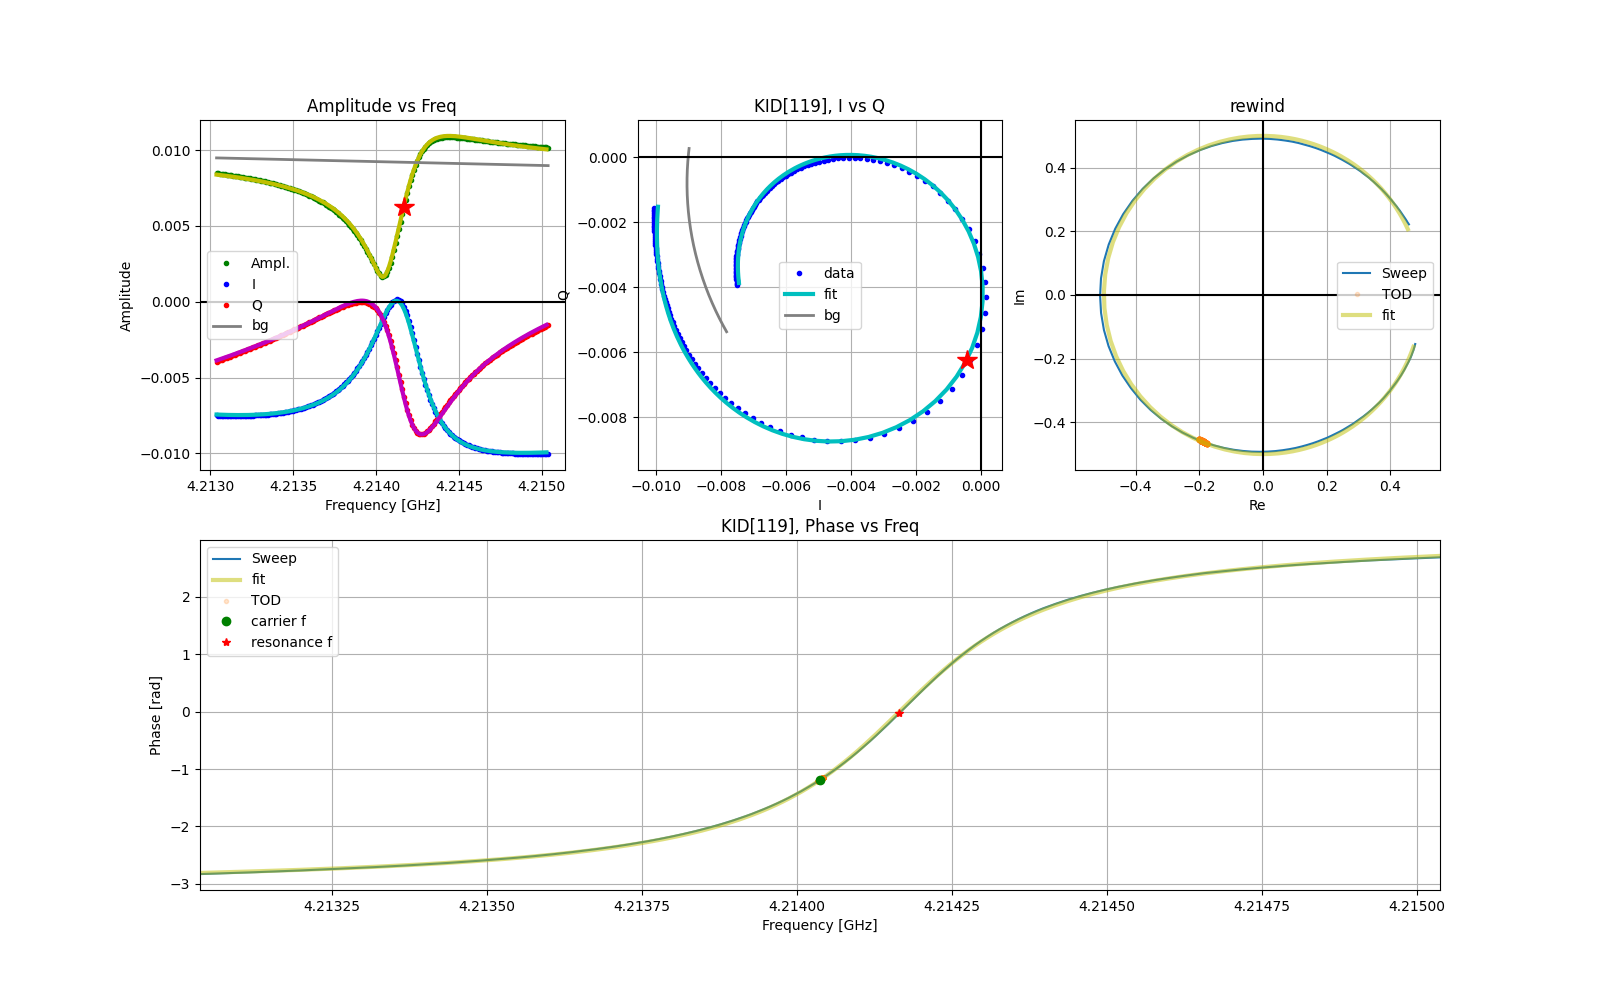 Amplitude vs Freq
Amplitude
0.010
0.005
0.000
−0.005
−0.010
Ampl.
I
Q
bg
4.2130
4.2135
4.2140
4.2145
4.2150
Frequency [GHz]
KID[119], I vs Q
Q
0.000
−0.002
−0.004
−0.006
−0.008
data
fit
bg
−0.010
−0.008
−0.006
−0.004
−0.002
0.000
I
rewind
Im
0.4
0.2
0.0
−0.2
−0.4
Sweep
TOD
fit
−0.4
−0.2
0.0
0.2
0.4
Re
KID[119], Phase vs Freq
Phase [rad]
2
1
0
−1
−2
−3
Sweep
fit
TOD
carrier f
resonance f
4.21325
4.21350
4.21375
4.21400
4.21425
4.21450
4.21475
4.21500
Frequency [GHz]